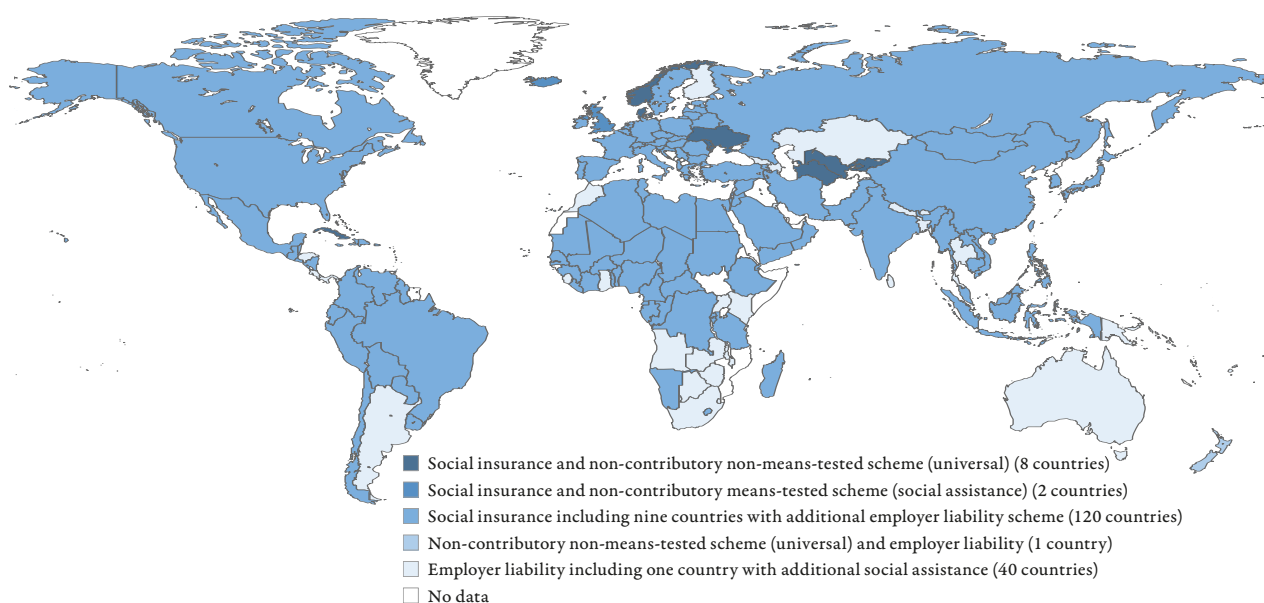 Social insurance and non-contributory non-means-tested scheme (universal) (8 countries)
Social insurance and non-contributory means-tested scheme (social assistance) (2 countries)
Social insurance including nine countries with additional employer liability scheme (120 countries)
Non-contributory non-means-tested scheme (universal) and employer liability (1 country)
Employer liability including one country with additional social assistance (40 countries)
No data